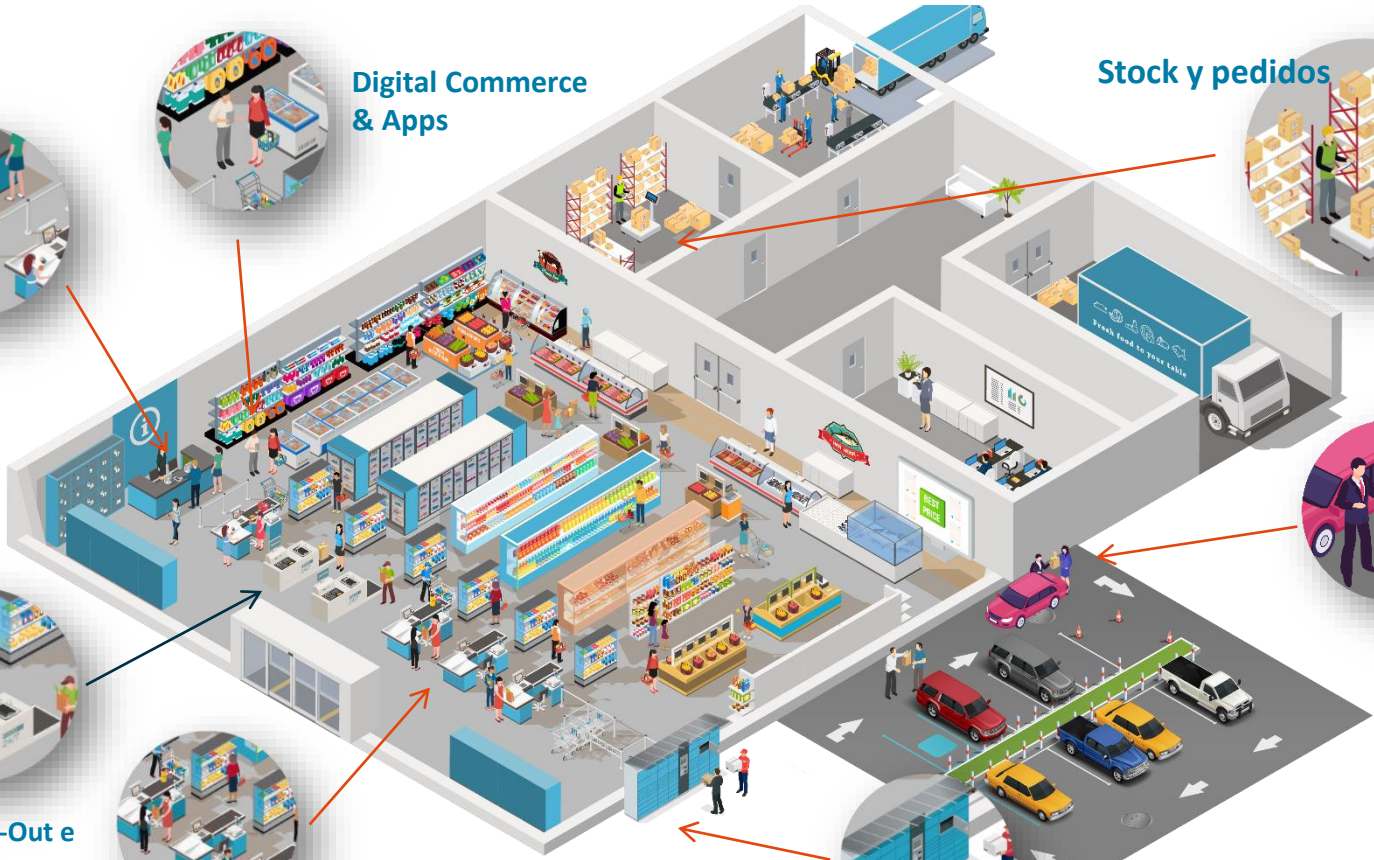 Digital Commerce
& Apps
Stock y pedidos
Fresh food to your table
BEST
PRICE
-Out e